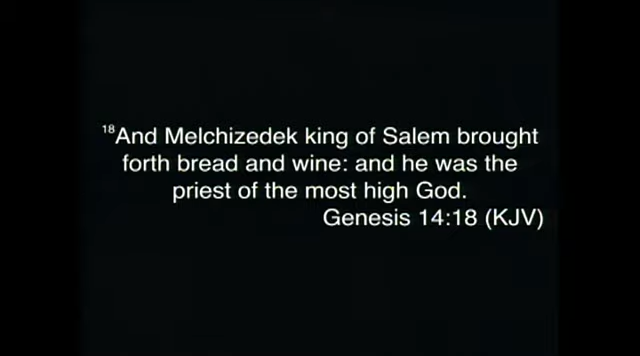 18And Melchizedek king of Salem brought
forth bread and wine: and he was the
priest of the most high God.
Genesis 14:18 (KJV)